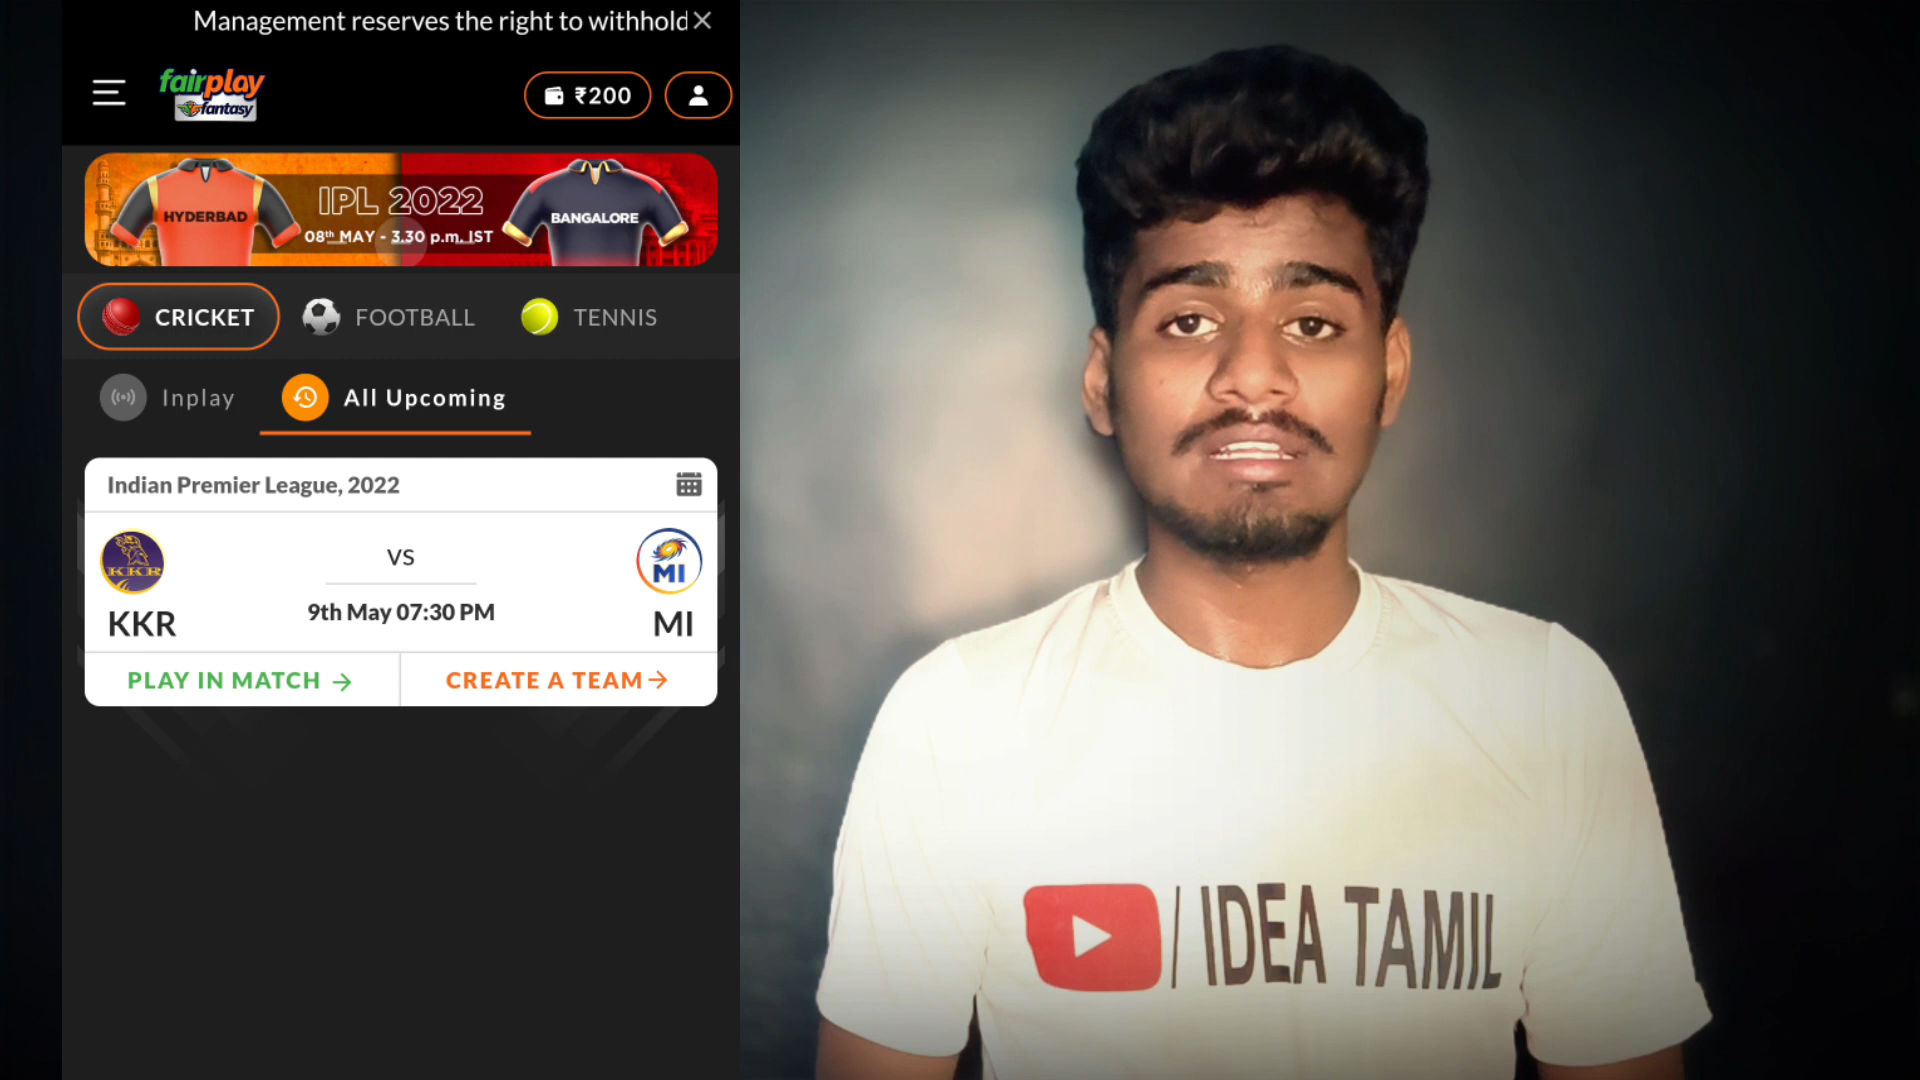 Management reserves the right to withhold
fairplay
fantasy
₹200
HYDERBAD
IPL 2022
08th MAY - 3.30 p.m. IST
BANGALORE
CRICKET
FOOTBALL
TENNIS
Inplay
All Upcoming
Indian Premier League, 2022
KKR
VS
MI
9th May 07:30 PM
KKR
MI
PLAY IN MATCH →
CREATE A TEAM →
/ IDEA TAMIL